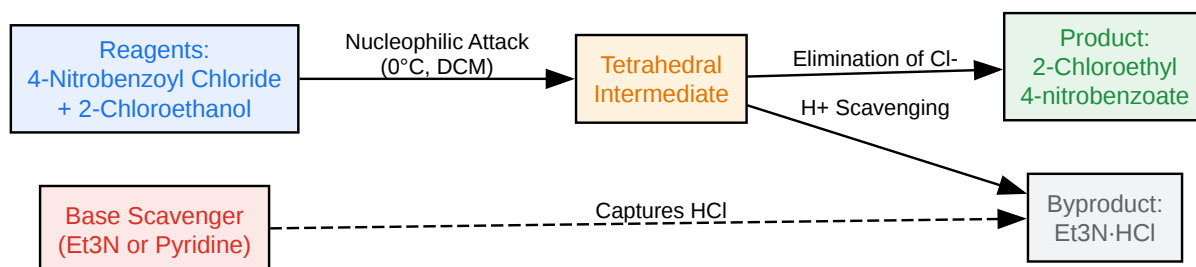 Reagents:
4-Nitrobenzoyl Chloride
+ 2-Chloroethanol
Nucleophilic Attack
(0°C, DCM)
Tetrahedral
Intermediate
Elimination of Cl-
H+ Scavenging
Product:
2-Chloroethyl
4-nitrobenzoate
Base Scavenger
(Et3N or Pyridine)
Captures HCl
Byproduct:
Et3N·HCl